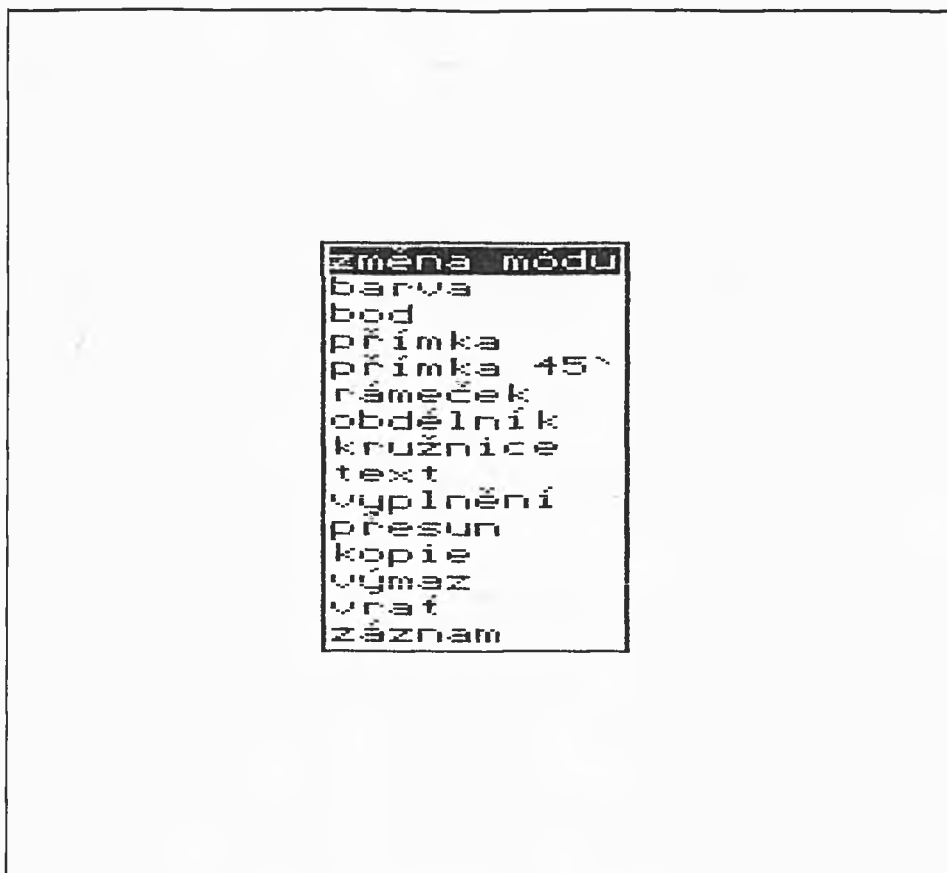 změna módu
barva
bod
přímka
přímka 45`
rámeček
obdélník
kružnice
text
vyplnění
přesun
kopie
výmaz
vrať
záznam